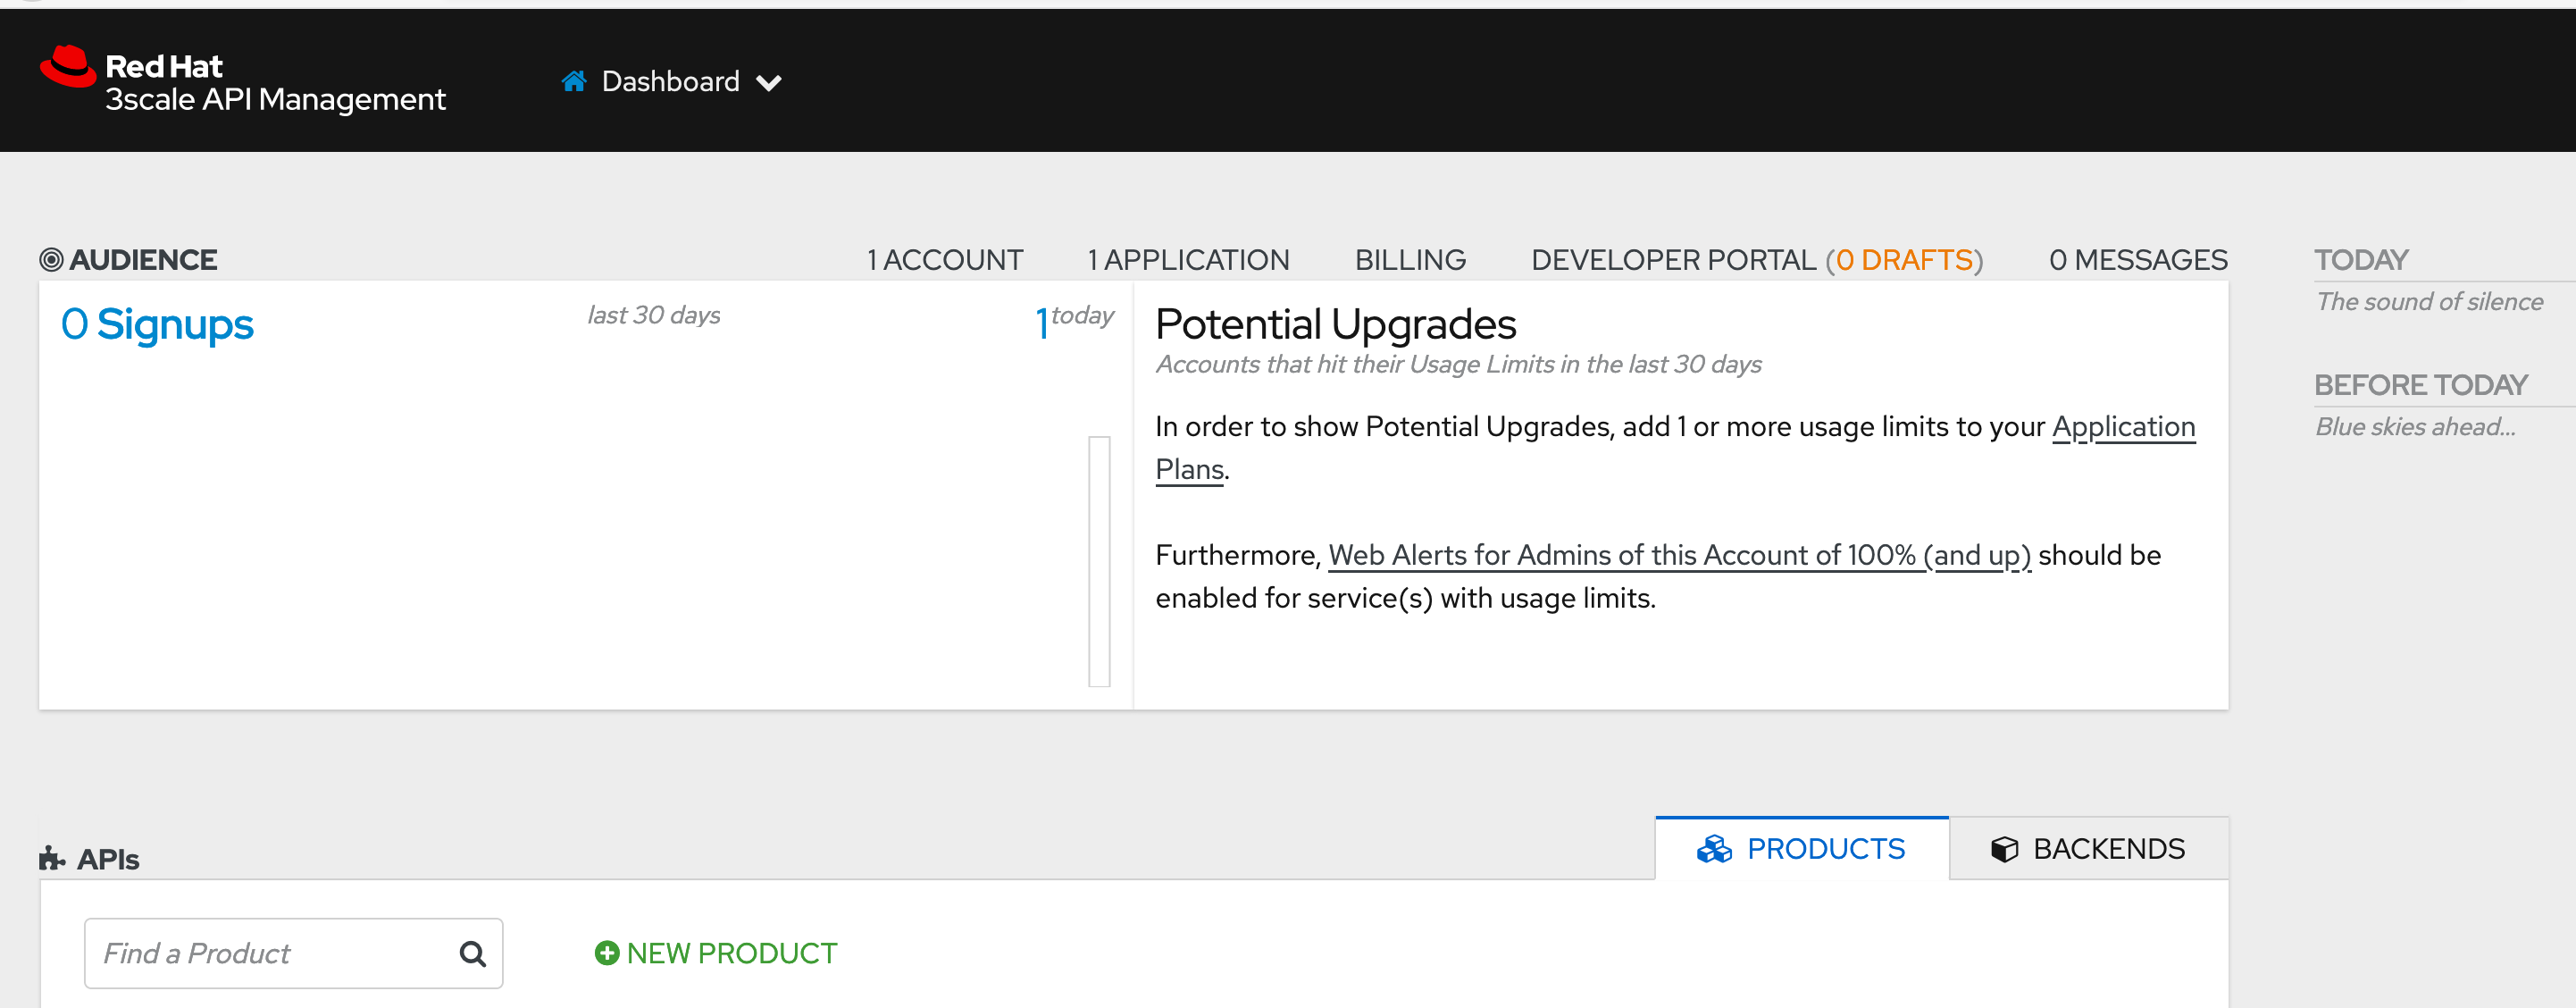 Red Hat
3scale API Management
Dashboard
AUDIENCE
1 ACCOUNT
1 APPLICATION
BILLING
DEVELOPER PORTAL (0 DRAFTS)
0 MESSAGES
0 Signups
last 30 days
1 today
Potential Upgrades
Accounts that hit their Usage Limits in the last 30 days
In order to show Potential Upgrades, add 1 or more usage limits to your Application
Plans.
Furthermore, Web Alerts for Admins of this Account of 100% (and up) should be
enabled for service(s) with usage limits.
TODAY
The sound of silence
BEFORE TODAY
Blue skies ahead...
APIs
PRODUCTS
BACKENDS
Find a Product
NEW PRODUCT